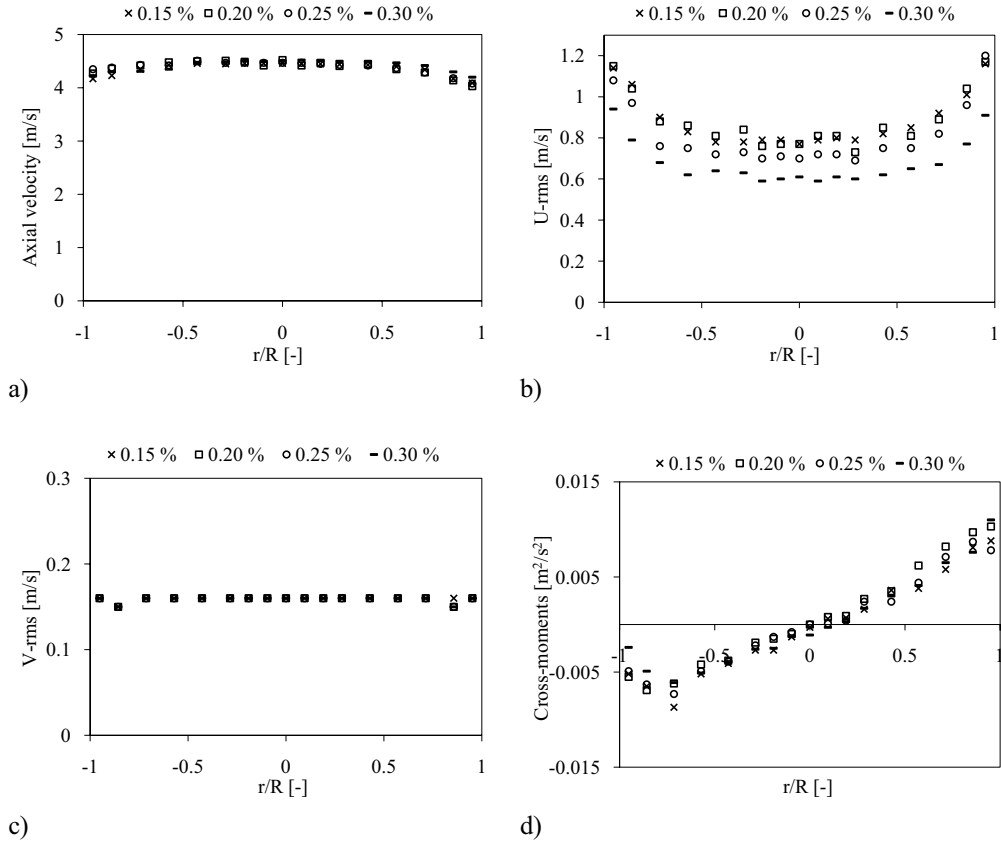 × 0.15 % □ 0.20 % ○ 0.25 % - 0.30 %
5
4
3
2
1
0
Axial velocity [m/s]
-1 -0.5 0 0.5 1
r/R [-]
a)
× 0.15 % □ 0.20 % ○ 0.25 % - 0.30 %
1.2
1
0.8
0.6
0.4
0.2
0
U-rms [m/s]
-1 -0.5 0 0.5 1
r/R [-]
b)
× 0.15 % □ 0.20 % ○ 0.25 % - 0.30 %
0.3
0.2
0.1
0
V-rms [m/s]
-1 -0.5 0 0.5 1
r/R [-]
c)
× 0.15 % □ 0.20 % ○ 0.25 % - 0.30 %
0.015
0.005
-0.005
-0.015
Cross-moments [m²/s²]
-1 -0.5 0 0.5 1
r/R [-]
d)